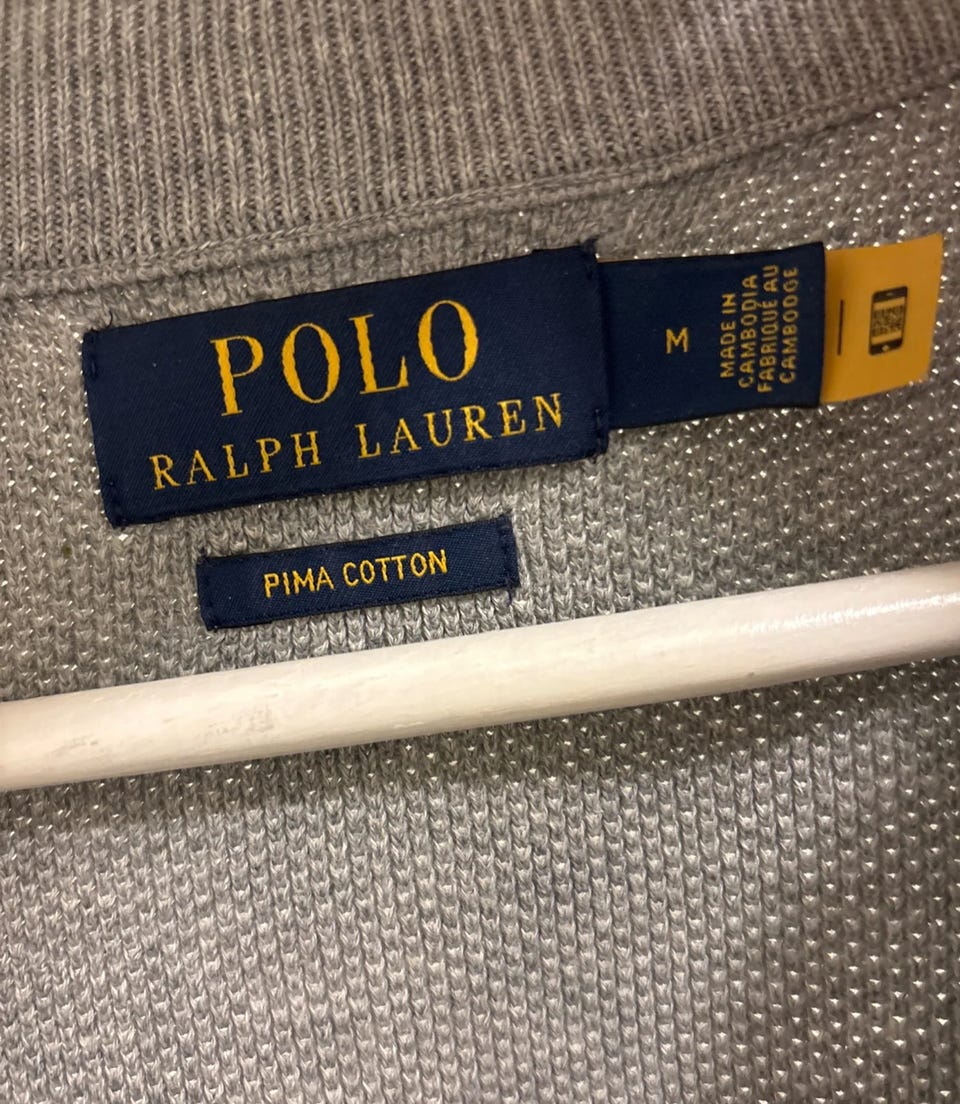 POLO
RALPH LAUREN
M
MADE IN
CAMBODIA
FABRIQUÉ AU
CAMBODGE
PIMA COTTON